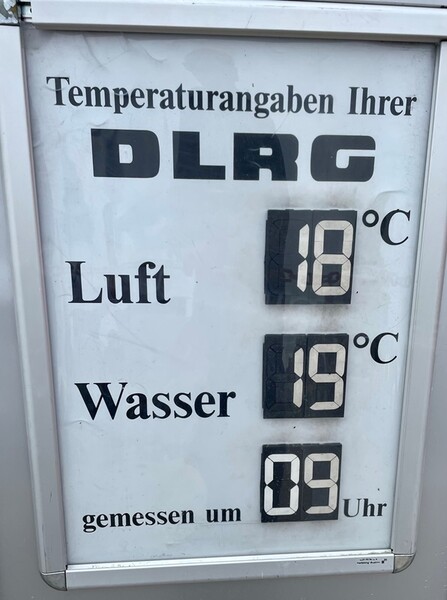 Temperaturangaben Ihrer
DLRG
Luft 18 °C
Wasser 19 °C
gemessen um 09 Uhr